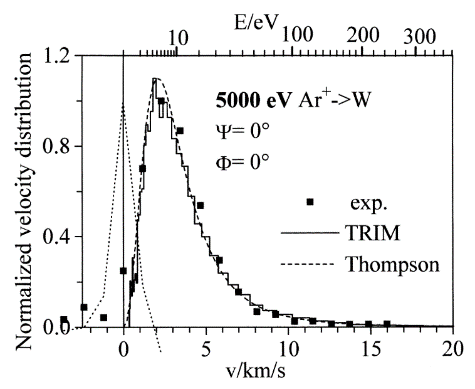 E/eV
10 100 200 300
1.2
0.8
0.4
0.0
Normalized velocity distribution
5000 eV Ar⁺->W
Ψ= 0°
Φ= 0°
exp.
TRIM
Thompson
0 5 10 15 20
v/km/s